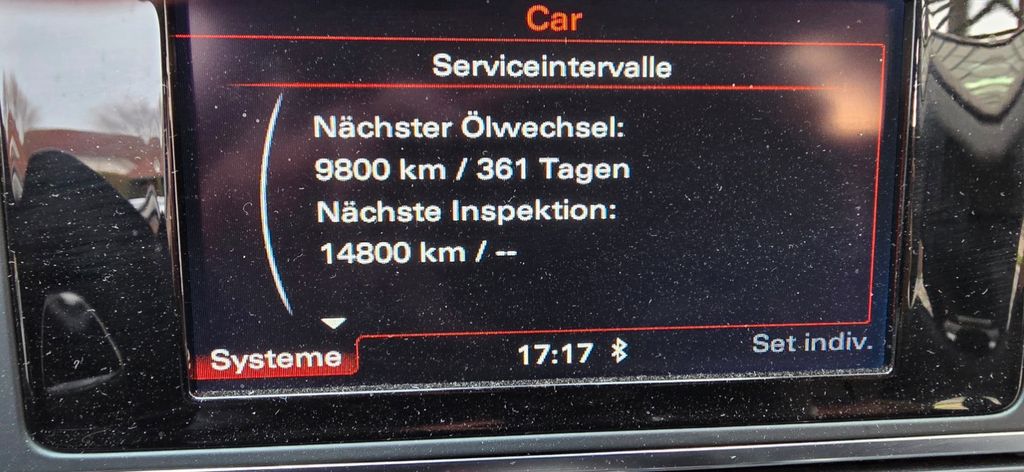 Car
Serviceintervalle
Nächster Ölwechsel:
9800 km / 361 Tagen
Nächste Inspektion:
14800 km / --
Systeme
17:17
Set indiv.